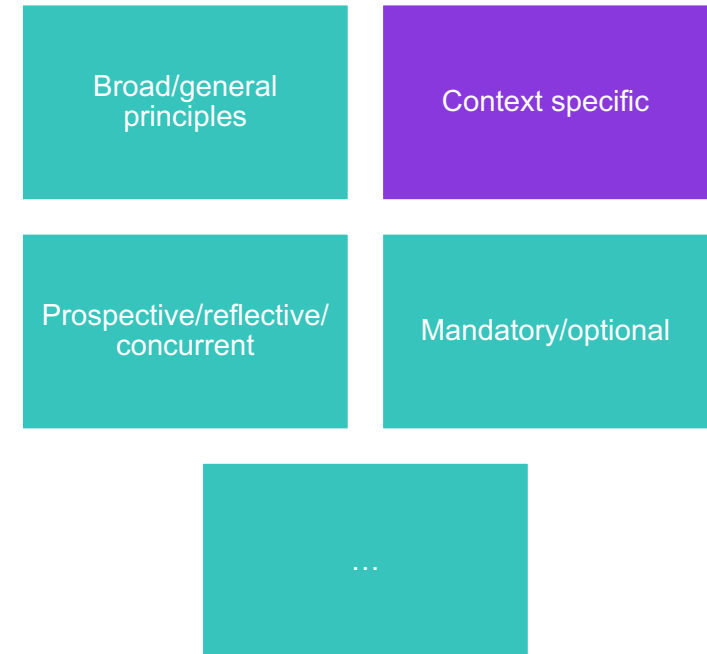 Broad/general
principles
Context specific
Prospective/reflective/
concurrent
Mandatory/optional
…